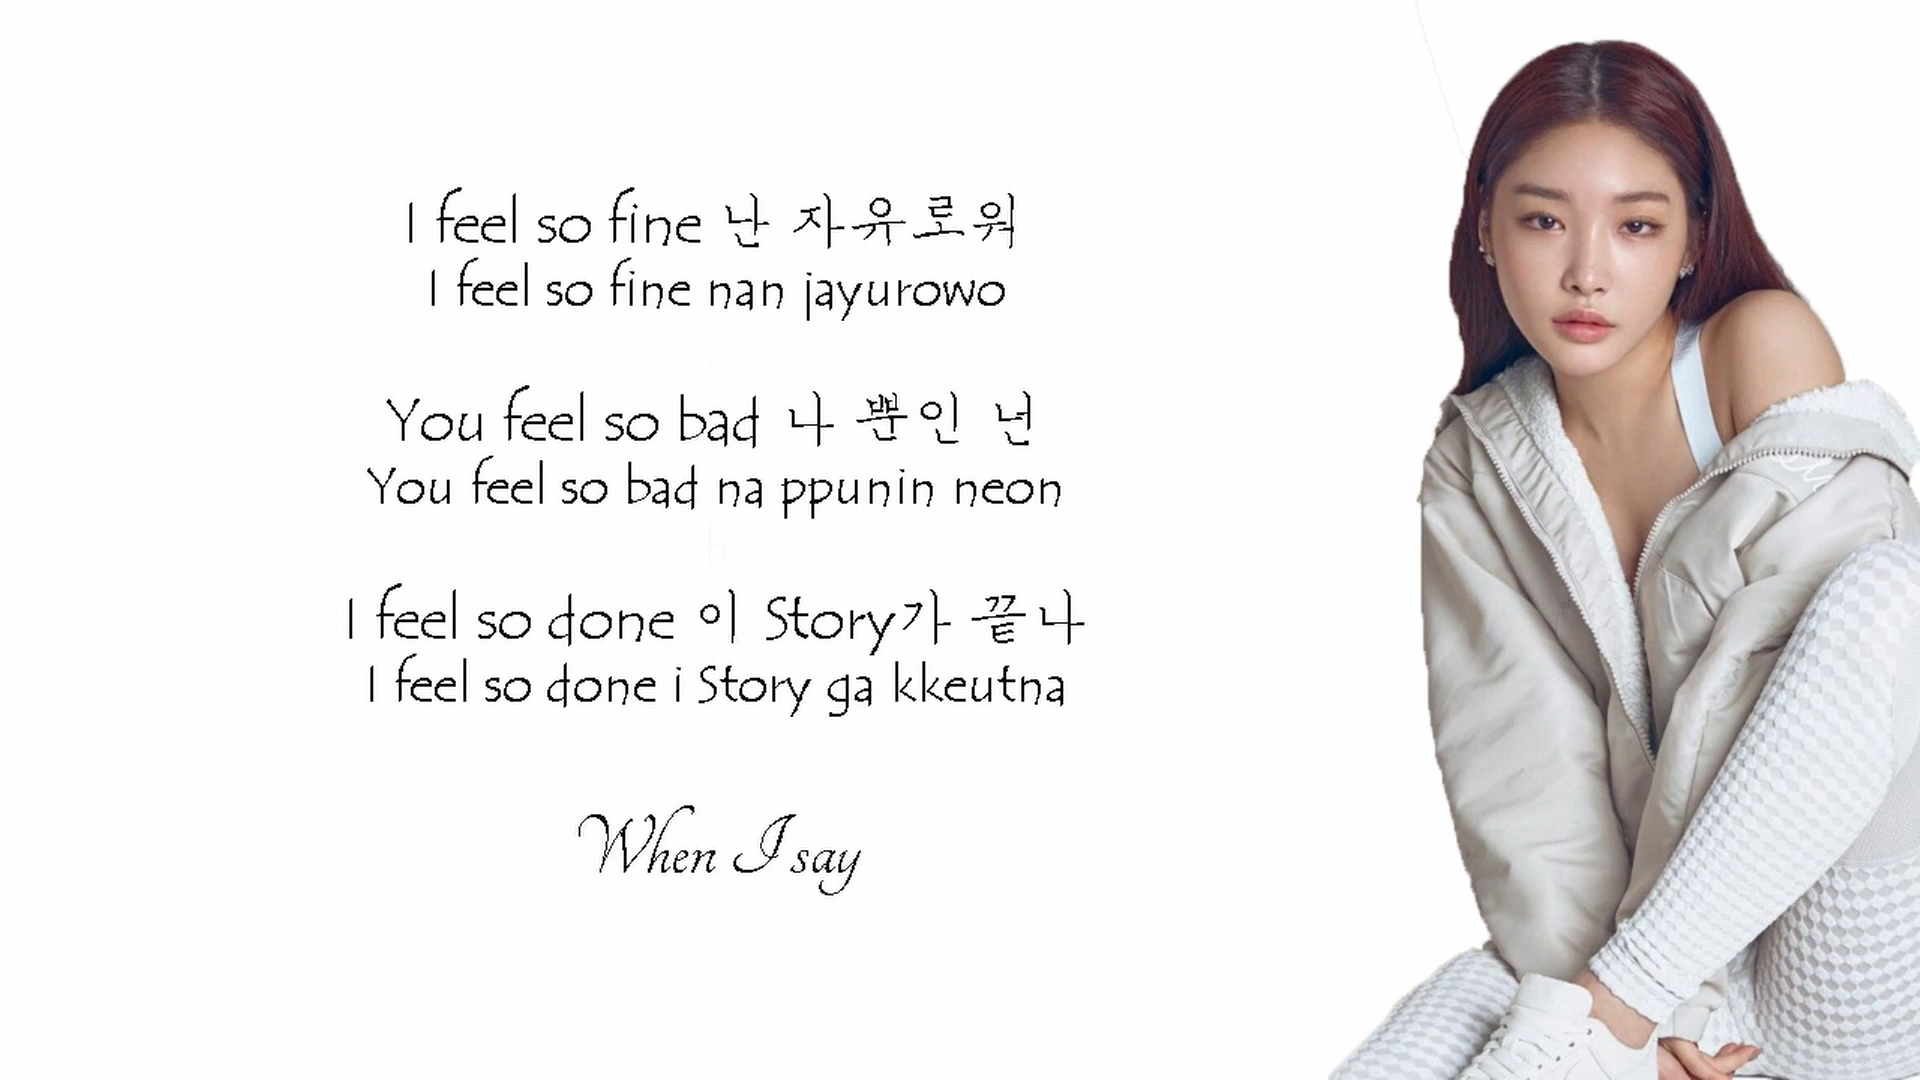 I feel so fine 난 자유로워
I feel so fine nan jayurowo
You feel so bad 나 뿐인 넌
You feel so bad na ppunin neon
I feel so done 이 Story가 끝나
I feel so done i Story ga kkeutna
When I say